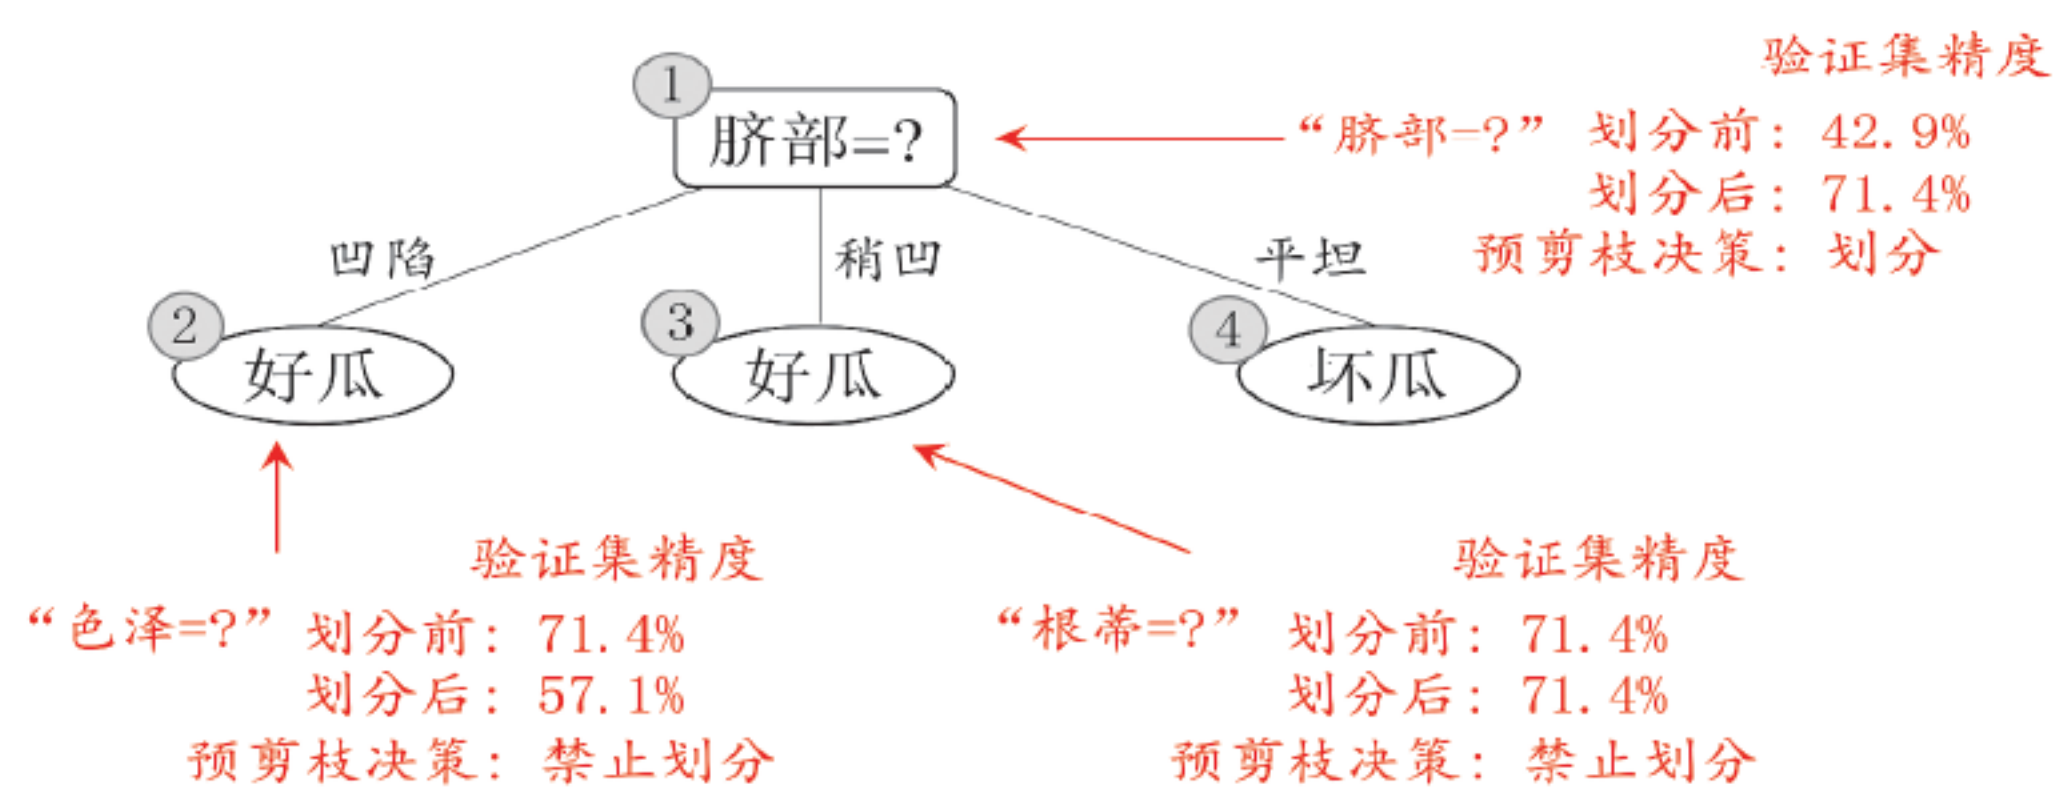 验证集精度
1
脐部=?
“脐部=?” 划分前: 42.9%
划分后: 71.4%
预剪枝决策: 划分
凹陷
稍凹
平坦
2
好瓜
3
好瓜
4
坏瓜
验证集精度
“色泽=?” 划分前: 71.4%
划分后: 57.1%
预剪枝决策: 禁止划分
验证集精度
“根蒂=?” 划分前: 71.4%
划分后: 71.4%
预剪枝决策: 禁止划分